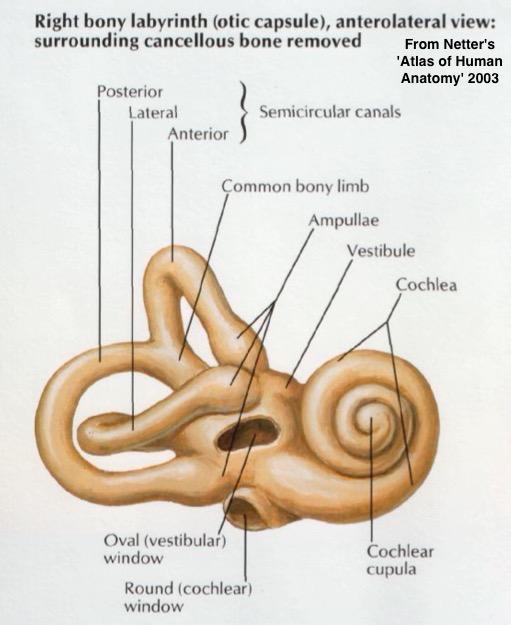 Right bony labyrinth (otic capsule), anterolateral view:
surrounding cancellous bone removed
From Netter's
'Atlas of Human
Anatomy' 2003
Posterior
Lateral
Anterior
Semicircular canals
Common bony limb
Ampullae
Vestibule
Cochlea
Oval (vestibular)
window
Round (cochlear)
window
Cochlear
cupula